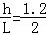 h/L = 1.2/2